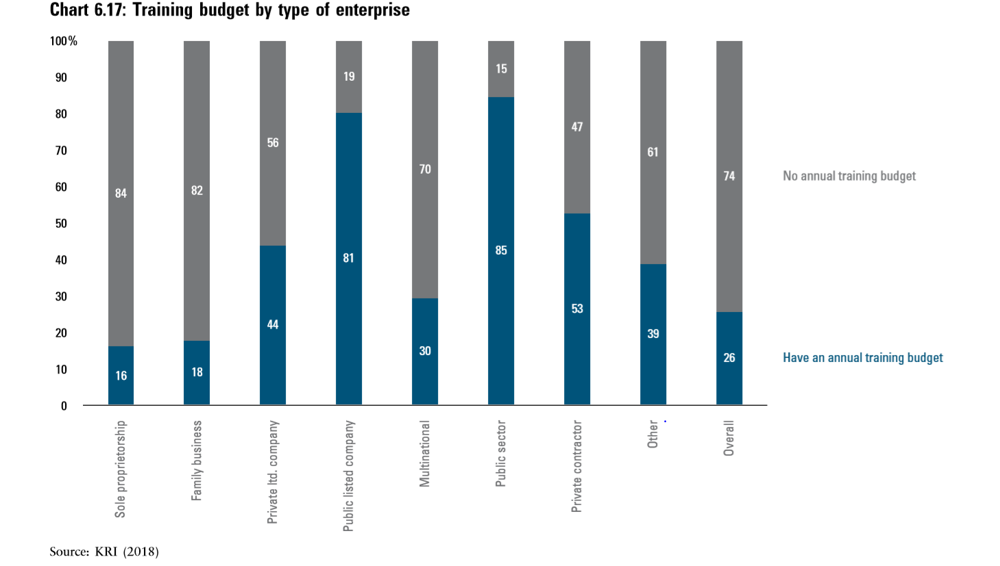 Chart 6.17: Training budget by type of enterprise
100%
90
80
70
60
50
40
30
20
10
0
84
16
82
18
56
44
19
81
70
30
15
85
47
53
61
39
74
26
No annual training budget
Have an annual training budget
Sole proprietorship
Family business
Private ltd. company
Public listed company
Multinational
Public sector
Private contractor
Other
Overall
Source: KRI (2018)